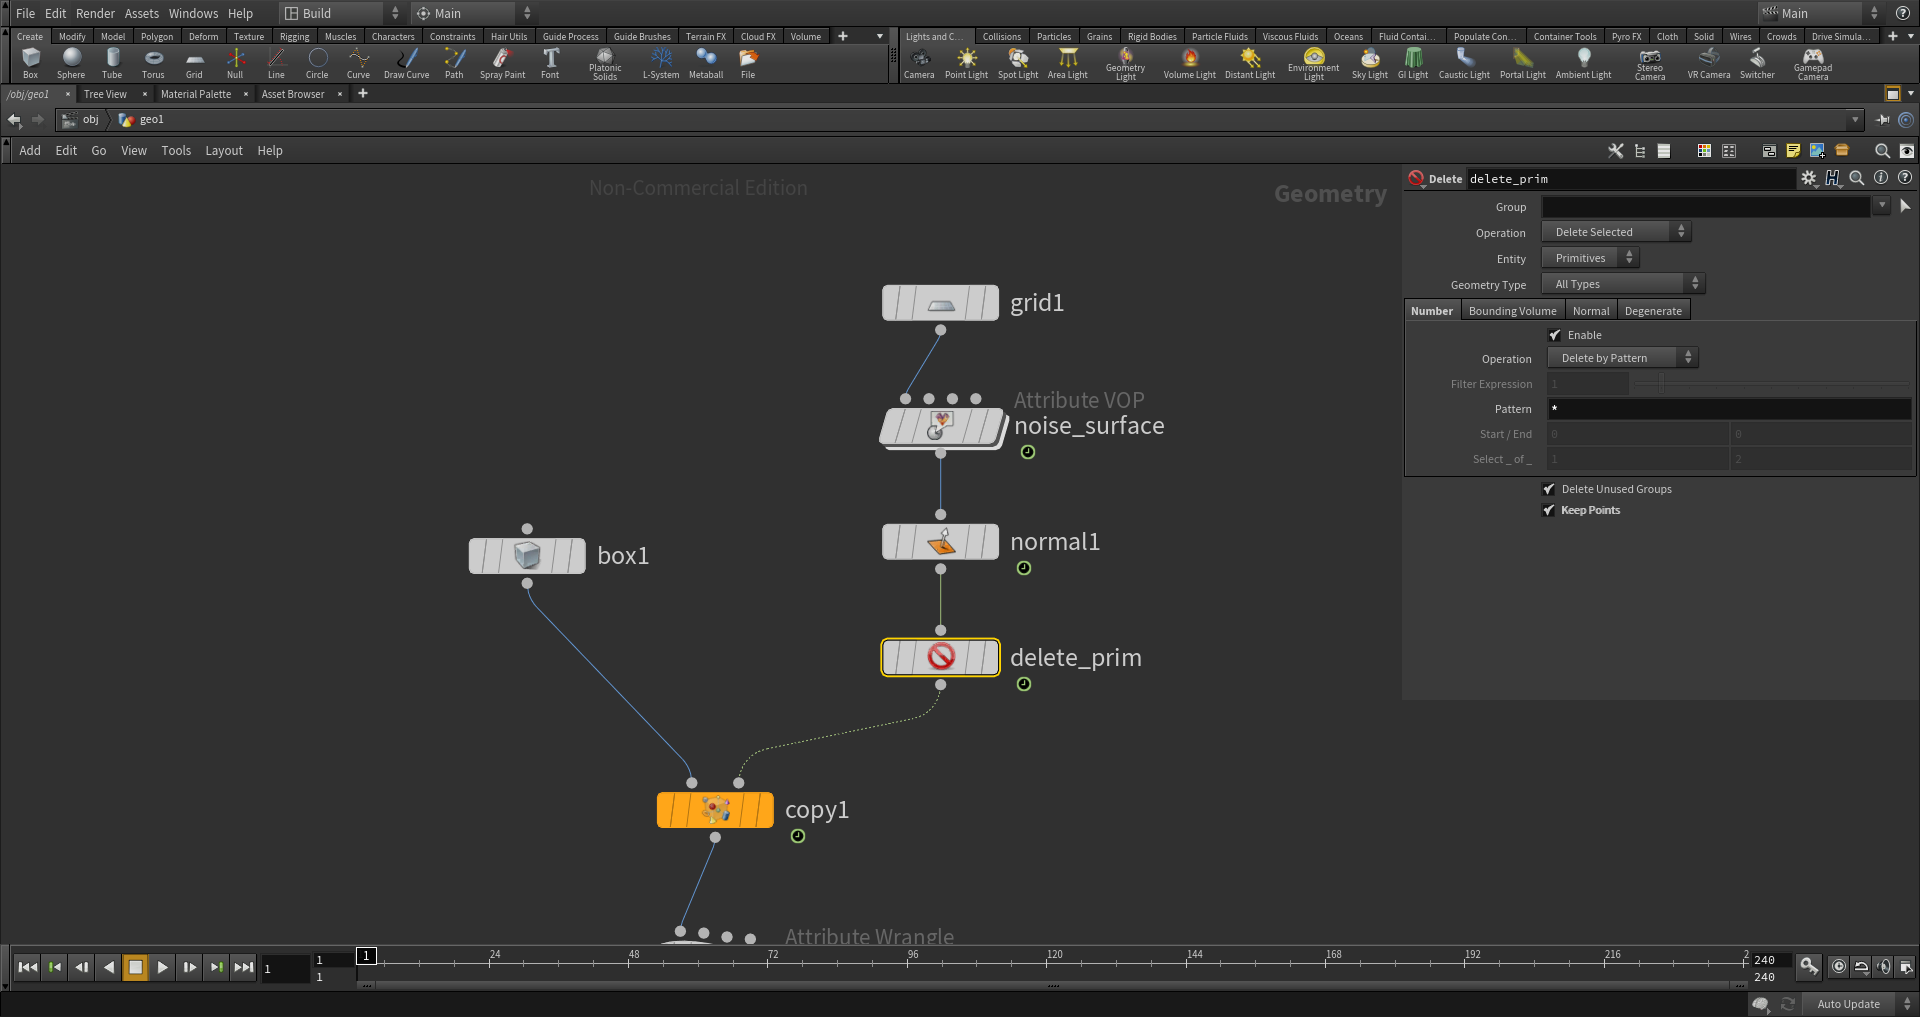 File Edit Render Assets Windows Help Build Main Main
Create Modify Model Polygon Deform Texture Rigging Muscles Characters Constraints Hair Utils Guide Process Guide Brushes Terrain FX Cloud FX Volume
Lights and C... Collisions Particles Grains Rigid Bodies Particle Fluids Viscous Fluids Oceans Fluid Contai... Populate Con... Container Tools Pyro FX Cloth Solid Wires Crowds Drive Simula...
Box Sphere Tube Torus Grid Null Line Circle Curve Draw Curve Path Spray Paint Font Platonic Solids L-System Metaball File
Camera Point Light Spot Light Area Light Geometry Light Volume Light Distant Light Environment Light Sky Light GI Light Caustic Light Portal Light Ambient Light Stereo Camera VR Camera Switcher Gamepad Camera
/obj/geo1 Tree View Material Palette Asset Browser
obj geo1
Add Edit Go View Tools Layout Help
Non-Commercial Edition
Geometry
grid1
Attribute VOP
noise_surface
normal1
box1
delete_prim
copy1
Attribute Wrangle
Delete delete_prim
Group
Operation Delete Selected
Entity Primitives
Geometry Type All Types
Number Bounding Volume Normal Degenerate
Enable
Operation Delete by Pattern
Filter Expression 1
Pattern *
Start / End 0 0
Select _ of _ 1 2
Delete Unused Groups
Keep Points
1 1 1 1 24 48 72 96 120 144 168 192 216 2 240
240
Auto Update